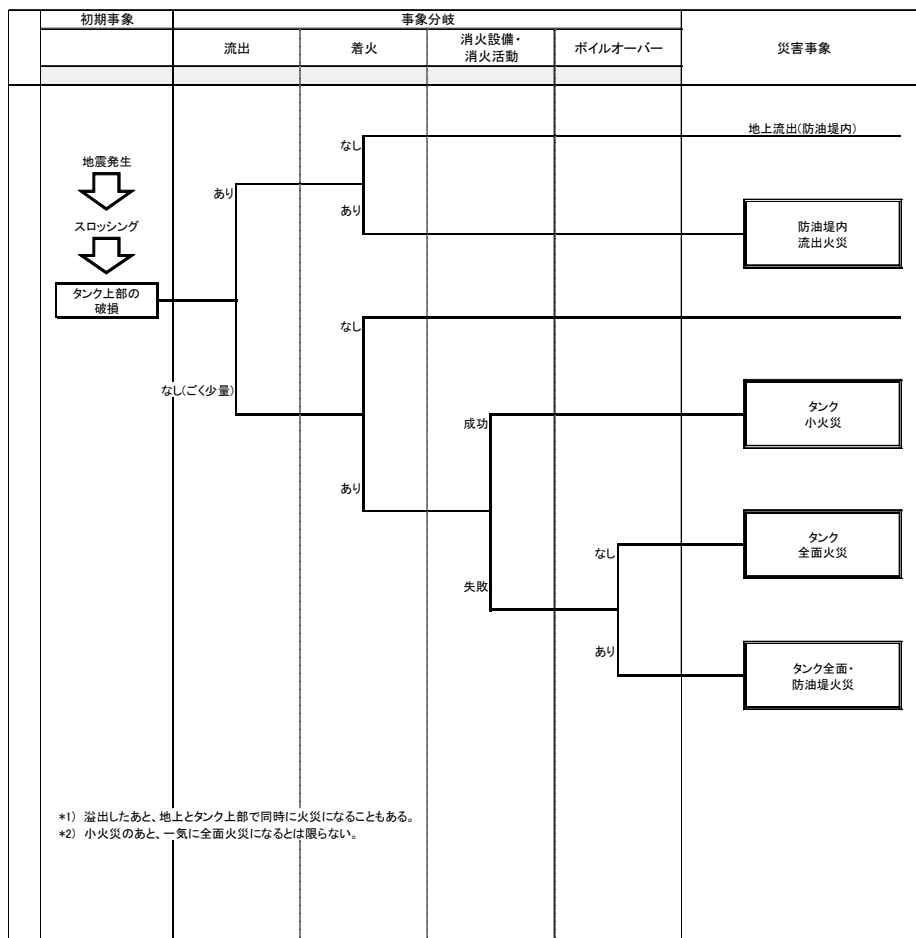 初期事象
事象分岐
災害事象
流出
着火
消火設備・
消火活動
ボイルオーバー
地震発生
スロッシング
タンク上部の
破損
あり
なし(ごく少量)
なし
あり
なし
あり
成功
失敗
なし
あり
地上流出(防油堤内)
防油堤内
流出火災
タンク
小火災
タンク
全面火災
タンク全面・
防油堤火災
*1) 溢出したあと、地上とタンク上部で同時に火災になることもある。
*2) 小火災のあと、一気に全面火災になるとは限らない。